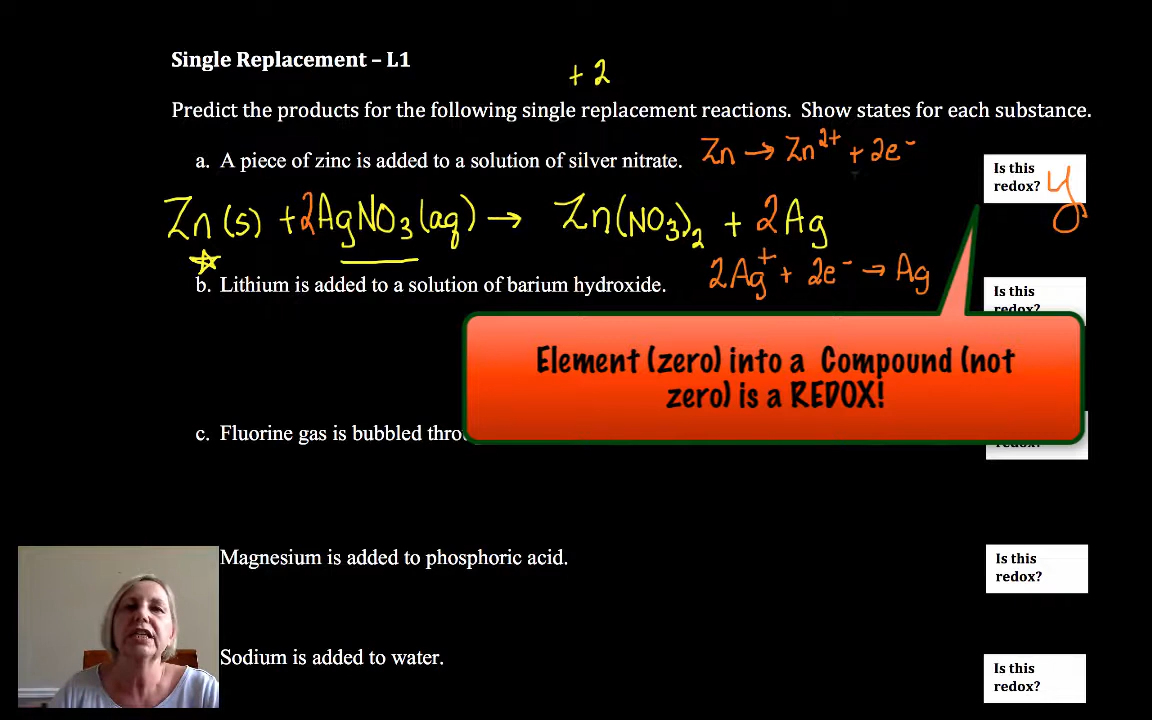 Single Replacement – L1
+2
Predict the products for the following single replacement reactions. Show states for each substance.
a. A piece of zinc is added to a solution of silver nitrate.
Zn → Zn²⁺ + 2e⁻
Is this
redox? y
Zn (s) + 2AgNO₃ (aq) → Zn(NO₃)₂ + 2Ag
b. Lithium is added to a solution of barium hydroxide.
2Ag⁺ + 2e⁻ → Ag
Is this
redox?
Element (zero) into a Compound (not
zero) is a REDOX!
c. Fluorine gas is bubbled
redox?
Magnesium is added to phosphoric acid.
Is this
redox?
Sodium is added to water.
Is this
redox?